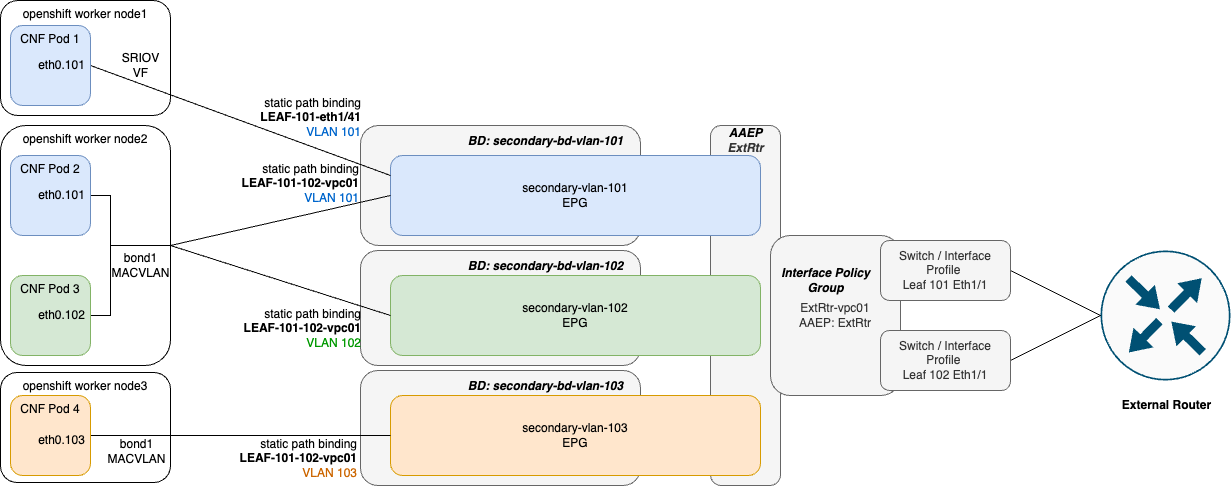 openshift worker node1
CNF Pod 1
eth0.101
SRIOV
VF
static path binding
LEAF-101-eth1/41
VLAN 101
openshift worker node2
CNF Pod 2
eth0.101
bond1
MACVLAN
CNF Pod 3
eth0.102
static path binding
LEAF-101-102-vpc01
VLAN 101
static path binding
LEAF-101-102-vpc01
VLAN 102
openshift worker node3
CNF Pod 4
eth0.103
bond1
MACVLAN
static path binding
LEAF-101-102-vpc01
VLAN 103
BD: secondary-bd-vlan-101
secondary-vlan-101
EPG
BD: secondary-bd-vlan-102
secondary-vlan-102
EPG
BD: secondary-bd-vlan-103
secondary-vlan-103
EPG
AAEP
ExtRtr
Interface Policy
Group
ExtRtr-vpc01
AAEP: ExtRtr
Switch / Interface
Profile
Leaf 101 Eth1/1
Switch / Interface
Profile
Leaf 102 Eth1/1
External Router